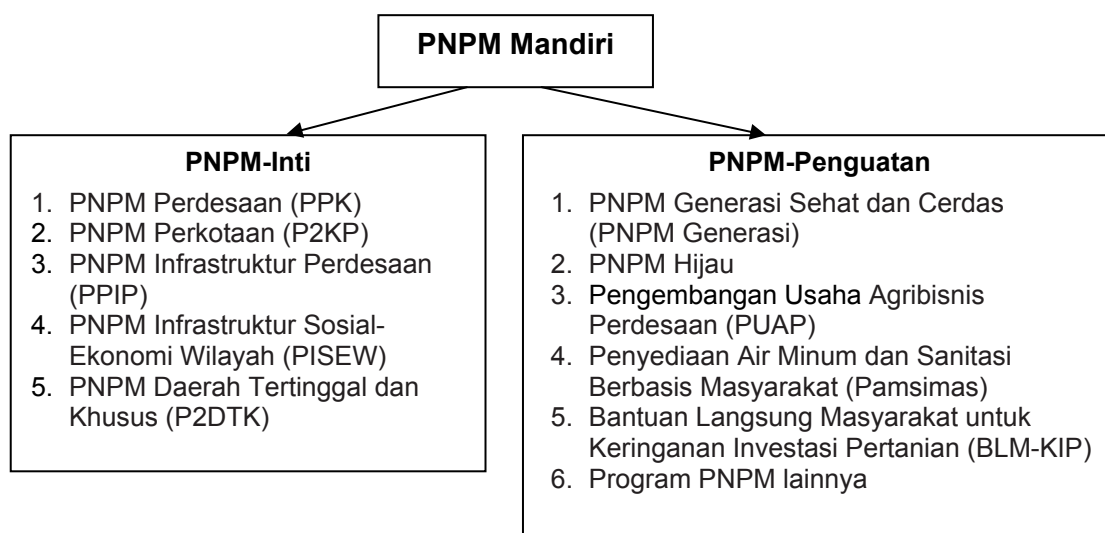 PNPM Mandiri
PNPM-Inti
1. PNPM Perdesaan (PPK)
2. PNPM Perkotaan (P2KP)
3. PNPM Infrastruktur Perdesaan
(PPIP)
4. PNPM Infrastruktur Sosial-
Ekonomi Wilayah (PISEW)
5. PNPM Daerah Tertinggal dan
Khusus (P2DTK)
PNPM-Penguatan
1. PNPM Generasi Sehat dan Cerdas
(PNPM Generasi)
2. PNPM Hijau
3. Pengembangan Usaha Agribisnis
Perdesaan (PUAP)
4. Penyediaan Air Minum dan Sanitasi
Berbasis Masyarakat (Pamsimas)
5. Bantuan Langsung Masyarakat untuk
Keringanan Investasi Pertanian (BLM-KIP)
6. Program PNPM lainnya